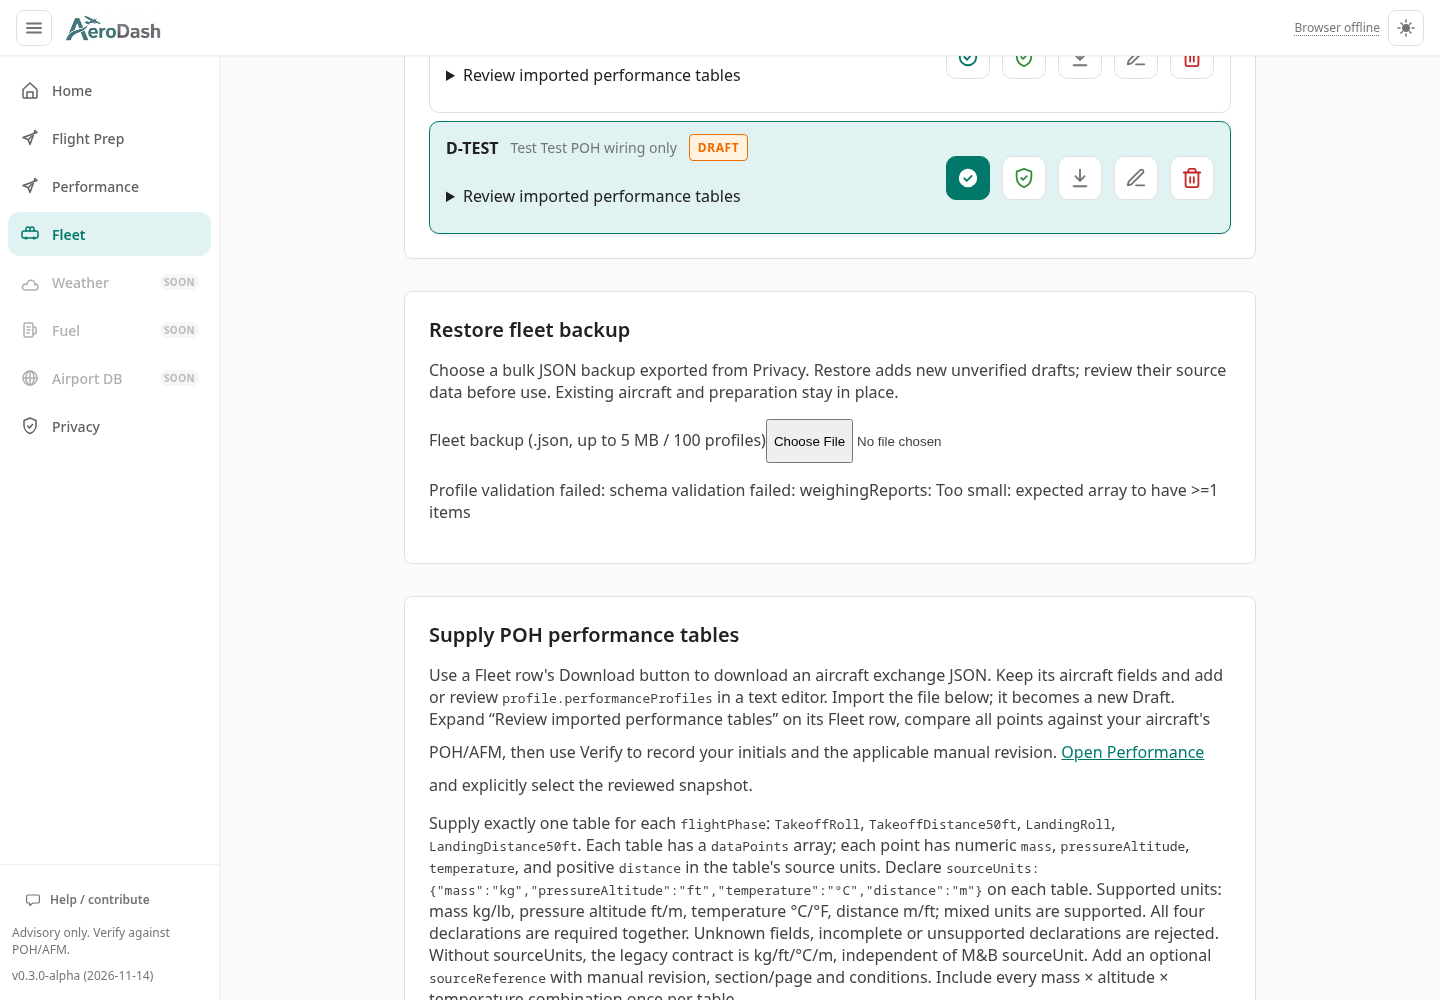 AeroDash
Browser offline
Home
Flight Prep
Performance
Fleet
Weather SOON
Fuel SOON
Airport DB SOON
Privacy
Help / contribute
Advisory only. Verify against
POH/AFM.
v0.3.0-alpha (2026-11-14)
▶ Review imported performance tables
D-TEST Test Test POH wiring only DRAFT
▶ Review imported performance tables
Restore fleet backup
Choose a bulk JSON backup exported from Privacy. Restore adds new unverified drafts; review their source
data before use. Existing aircraft and preparation stay in place.
Fleet backup (.json, up to 5 MB / 100 profiles) Choose File No file chosen
Profile validation failed: schema validation failed: weighingReports: Too small: expected array to have >=1
items
Supply POH performance tables
Use a Fleet row's Download button to download an aircraft exchange JSON. Keep its aircraft fields and add
or review profile.performanceProfiles in a text editor. Import the file below; it becomes a new Draft.
Expand “Review imported performance tables” on its Fleet row, compare all points against your aircraft's
POH/AFM, then use Verify to record your initials and the applicable manual revision. Open Performance
and explicitly select the reviewed snapshot.
Supply exactly one table for each flightPhase: TakeoffRoll, TakeoffDistance50ft, LandingRoll,
LandingDistance50ft. Each table has a dataPoints array; each point has numeric mass, pressureAltitude,
temperature, and positive distance in the table's source units. Declare sourceUnits:
{"mass":"kg","pressureAltitude":"ft","temperature":"°C","distance":"m"} on each table. Supported units:
mass kg/lb, pressure altitude ft/m, temperature °C/°F, distance m/ft; mixed units are supported. All four
declarations are required together. Unknown fields, incomplete or unsupported declarations are rejected.
Without sourceUnits, the legacy contract is kg/ft/°C/m, independent of M&B sourceUnit. Add an optional
sourceReference with manual revision, section/page and conditions. Include every mass × altitude ×
temperature combination once per table.